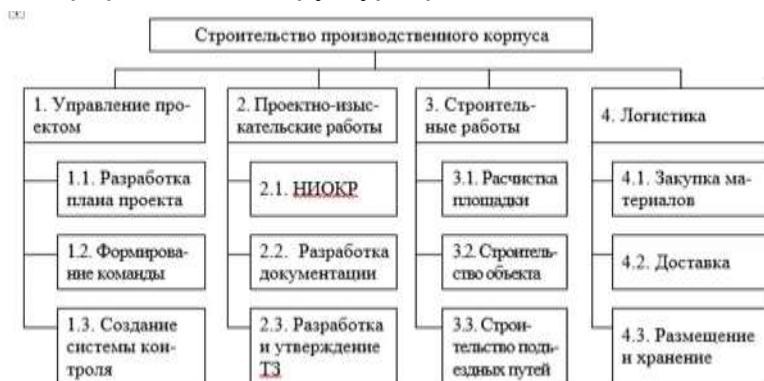 Строительство производственного корпуса
1. Управление про-
ектом
2. Проектно-изыс-
кательские работы
3. Строитель-
ные работы
4. Логистика
1.1. Разработка
плана проекта
2.1. НИОКР
3.1. Расчистка
площадки
4.1. Закупка ма-
териалов
1.2. Формирова-
ние команды
2.2. Разработка
документации
3.2. Строитель-
ство объекта
4.2. Доставка
1.3. Создание
системы кон-
троля
2.3. Разработка
и утверждение
ТЗ
3.3. Строи-
тельство подъ-
ездных путей
4.3. Размещение
и хранение